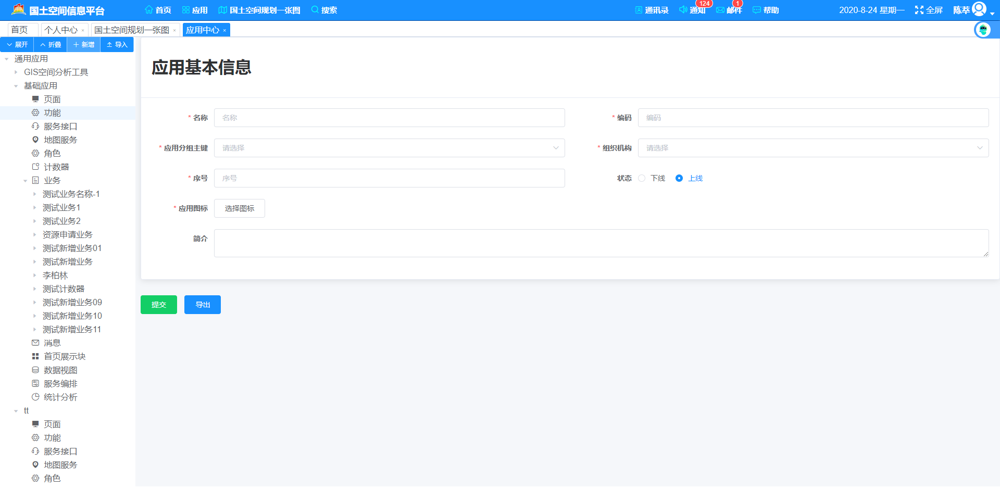 国土空间信息平台 首页 应用 国土空间规划一张图 搜索 通讯录 通知 124 邮件 1 帮助 2020-8-24 星期一 全屏 陈萃
首页 个人中心 × 国土空间规划一张图 × 应用中心 ×
展开 折叠 新增 导入
通用应用
GIS空间分析工具
基础应用
页面
功能
服务接口
地图服务
角色
计数器
业务
测试业务名称-1
测试业务1
测试业务2
资源申请业务
测试新增业务01
测试新增业务
李柏林
测试计数器
测试新增业务09
测试新增业务10
测试新增业务11
消息
首页展示块
数据视图
服务编排
统计分析
tt
页面
功能
服务接口
地图服务
角色
应用基本信息
* 名称 名称 * 编码 编码
* 应用分组主键 请选择 * 组织机构 请选择
* 序号 序号 状态 下线 上线
* 应用图标 选择图标
简介
提交 导出